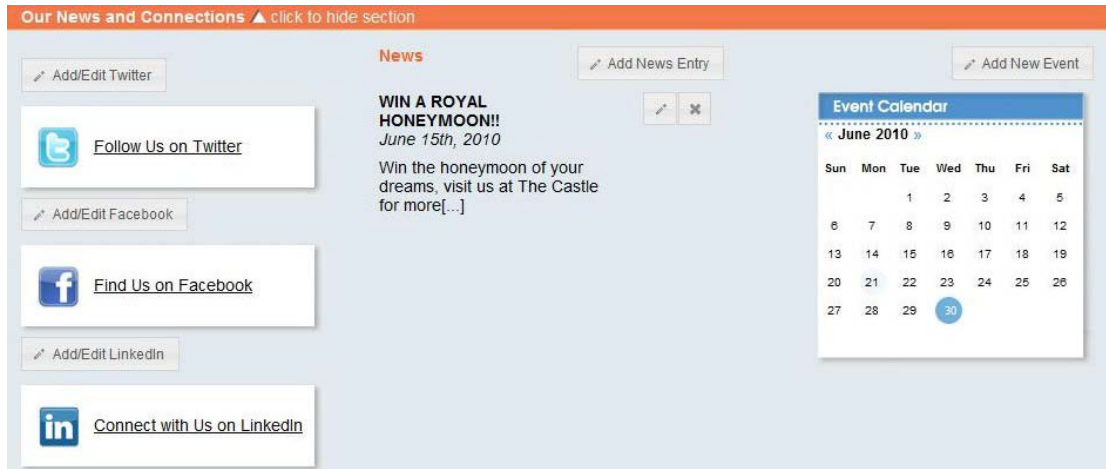 Our News and Connections click to hide section
Add/Edit Twitter
Follow Us on Twitter
Add/Edit Facebook
f
Find Us on Facebook
Add/Edit LinkedIn
in
Connect with Us on LinkedIn
News
Add News Entry
WIN A ROYAL
HONEYMOON!!
June 15th, 2010
Win the honeymoon of your
dreams, visit us at The Castle
for more[...]
Add New Event
Event Calendar
« June 2010 »
Sun Mon Tue Wed Thu Fri Sat
1 2 3 4 5
6 7 8 9 10 11 12
13 14 15 16 17 18 19
20 21 22 23 24 25 26
27 28 29 30